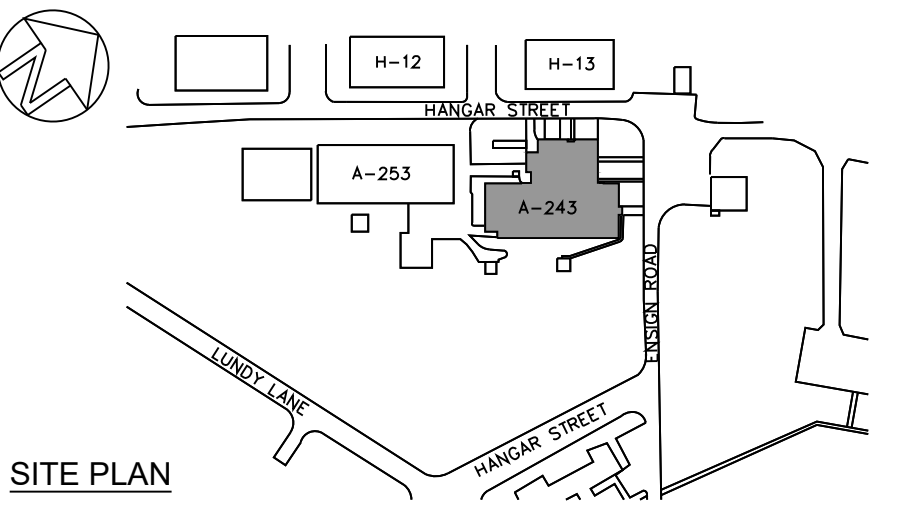 N
H-12
H-13
HANGAR STREET
A-253
A-243
ENSIGN ROAD
LUNDY LANE
HANGAR STREET
SITE PLAN